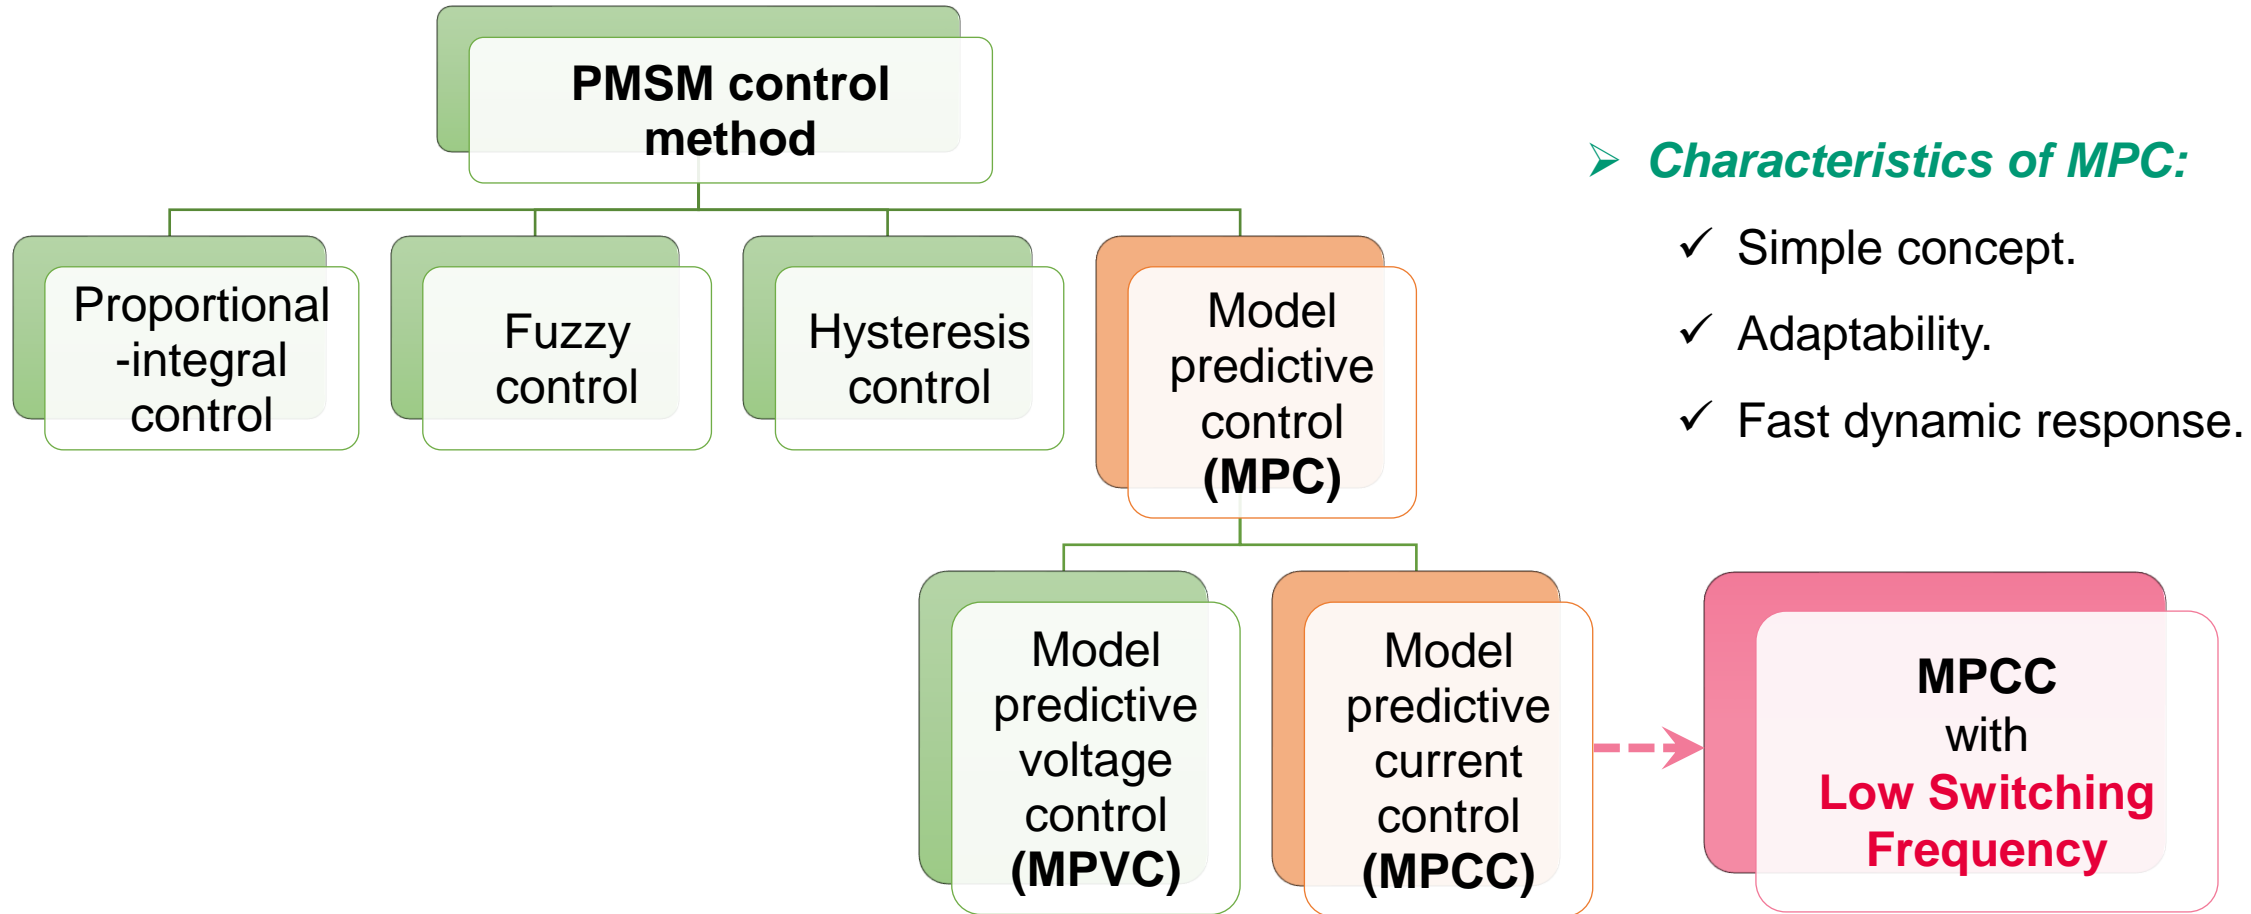 PMSM control
method
Proportional
-integral
control
Fuzzy
control
Hysteresis
control
Model
predictive
control
(MPC)
➢ Characteristics of MPC:
✓ Simple concept.
✓ Adaptability.
✓ Fast dynamic response.
Model
predictive
voltage
control
(MPVC)
Model
predictive
current
control
(MPCC)
MPCC
with
Low Switching
Frequency